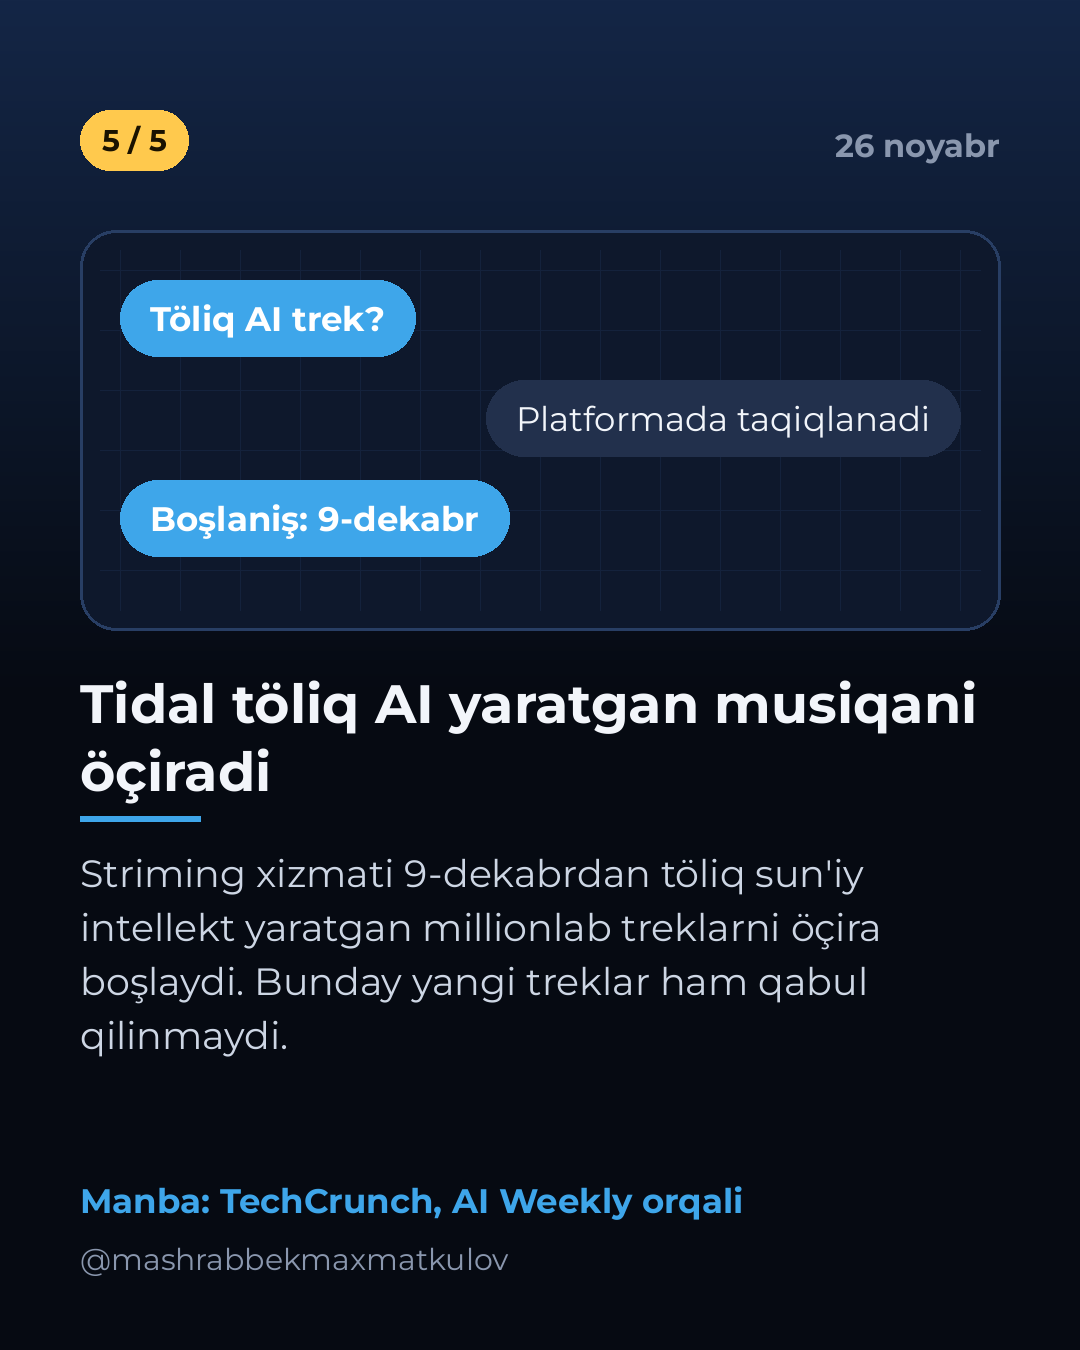 5 / 5
26 noyabr
Töliq AI trek?
Platformada taqiqlanadi
Boşlaniş: 9-dekabr
Tidal töliq AI yaratgan musiqani
öçiradi
Striming xizmati 9-dekabrdan töliq sun'iy
intellekt yaratgan millionlab treklarni öçira
boşlaydi. Bunday yangi treklar ham qabul
qilinmaydi.
Manba: TechCrunch, AI Weekly orqali
@mashrabbekmaxmatkulov